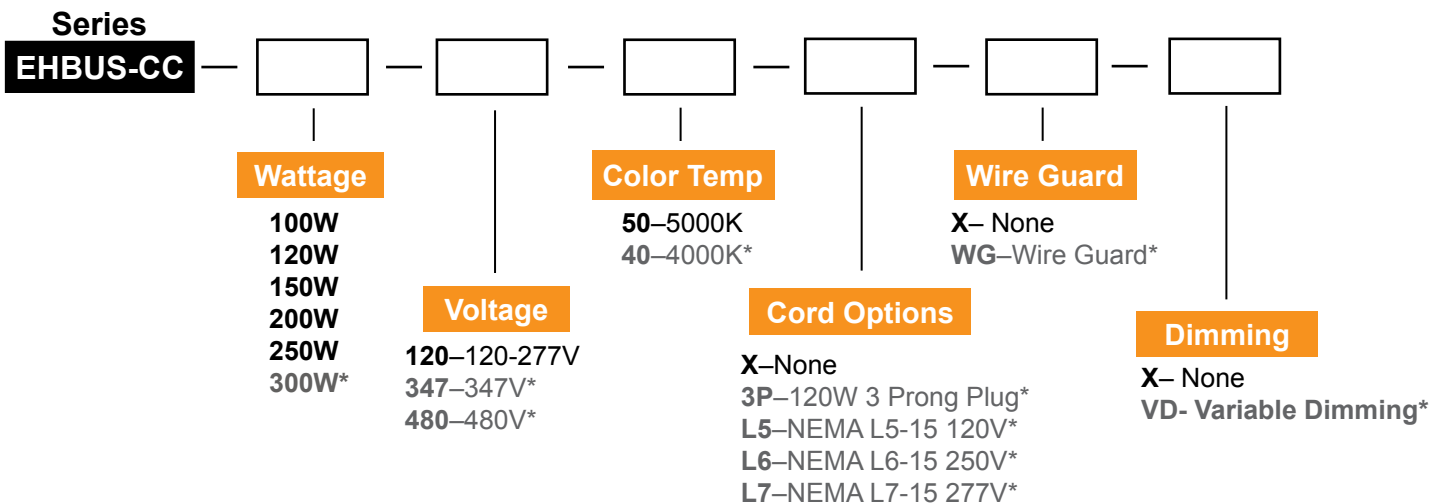 Series
EHBUS-CC
Wattage
100W
120W
150W
200W
250W
300W*
Voltage
120–120-277V
347–347V*
480–480V*
Color Temp
50–5000K
40–4000K*
Cord Options
X–None
3P–120W 3 Prong Plug*
L5–NEMA L5-15 120V*
L6–NEMA L6-15 250V*
L7–NEMA L7-15 277V*
Wire Guard
X– None
WG–Wire Guard*
Dimming
X– None
VD- Variable Dimming*